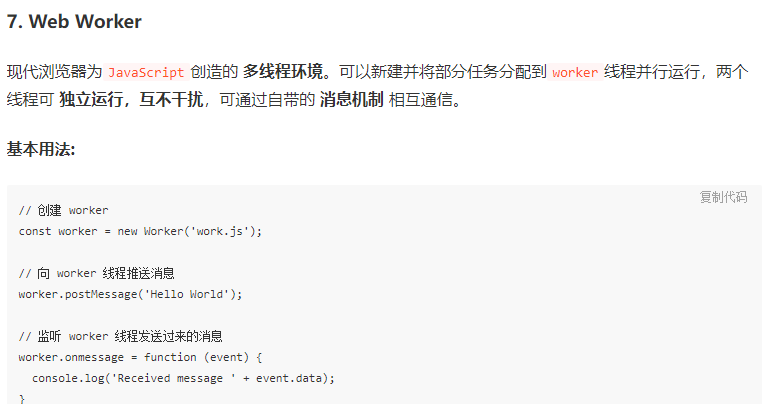 7. Web Worker
现代浏览器为 JavaScript 创造的 多线程环境。可以新建并将部分任务分配到 worker 线程并行运行，两个
线程可 独立运行，互不干扰，可通过自带的 消息机制 相互通信。
基本用法:
复制代码
// 创建 worker
const worker = new Worker('work.js');
// 向 worker 线程推送消息
worker.postMessage('Hello World');
// 监听 worker 线程发送过来的消息
worker.onmessage = function (event) {
console.log('Received message ' + event.data);
}